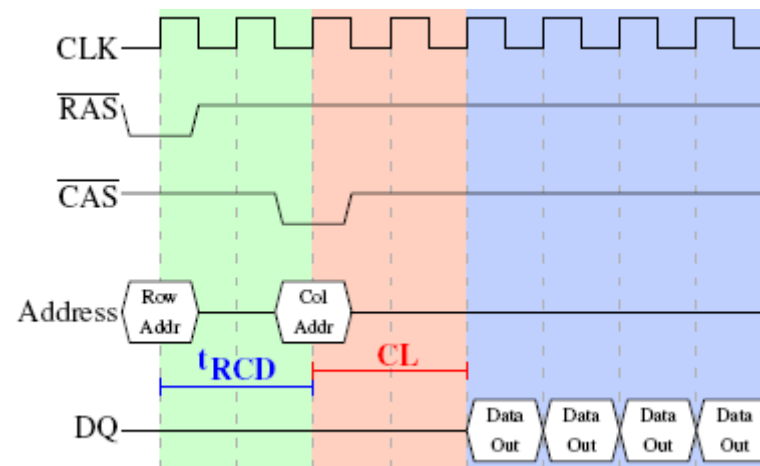 CLK
RAS
CAS
Address
Row
Addr
Col
Addr
tRCD
CL
DQ
Data
Out
Data
Out
Data
Out
Data
Out